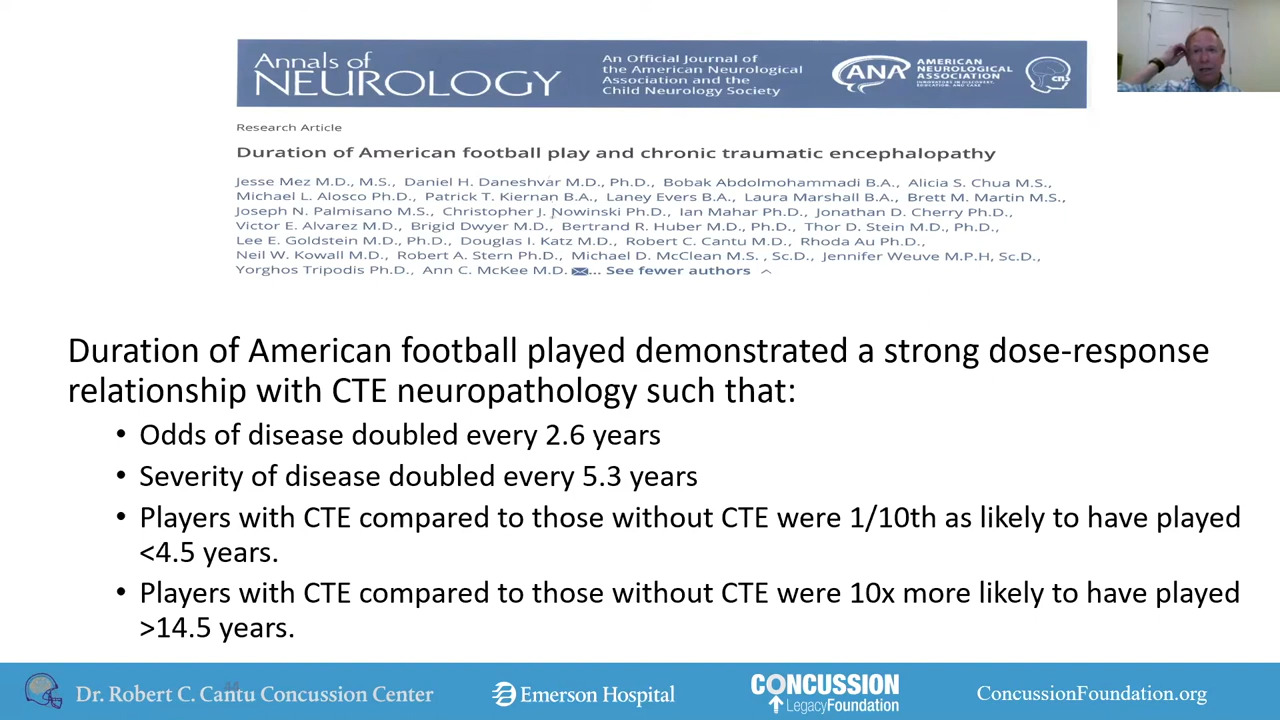 Annals of
NEUROLOGY
An Official Journal of
the American Neurological
Association and the
Child Neurology Society
ANA
AMERICAN
NEUROLOGICAL
ASSOCIATION
INNOVATORS IN DISCOVERY,
EDUCATION, AND CARE
cns
Research Article
Duration of American football play and chronic traumatic encephalopathy
Jesse Mez M.D., M.S., Daniel H. Daneshvar M.D., Ph.D., Bobak Abdolmohammadi B.A., Alicia S. Chua M.S.,
Michael L. Alosco Ph.D., Patrick T. Kiernan B.A., Laney Evers B.A., Laura Marshall B.A., Brett M. Martin M.S.,
Joseph N. Palmisano M.S., Christopher J. Nowinski Ph.D., Ian Mahar Ph.D., Jonathan D. Cherry Ph.D.,
Victor E. Alvarez M.D., Brigid Dwyer M.D., Bertrand R. Huber M.D., Ph.D., Thor D. Stein M.D., Ph.D.,
Lee E. Goldstein M.D., Ph.D., Douglas I. Katz M.D., Robert C. Cantu M.D., Rhoda Au Ph.D.,
Neil W. Kowall M.D., Robert A. Stern Ph.D., Michael D. McClean M.S. , Sc.D., Jennifer Weuve M.P.H, Sc.D.,
Yorghos Tripodis Ph.D., Ann C. McKee M.D. ... See fewer authors
Duration of American football played demonstrated a strong dose-response
relationship with CTE neuropathology such that:
• Odds of disease doubled every 2.6 years
• Severity of disease doubled every 5.3 years
• Players with CTE compared to those without CTE were 1/10th as likely to have played
<4.5 years.
• Players with CTE compared to those without CTE were 10x more likely to have played
>14.5 years.
Dr. Robert C. Cantu Concussion Center
Emerson Hospital
CONCUSSION
LegacyFoundation
ConcussionFoundation.org